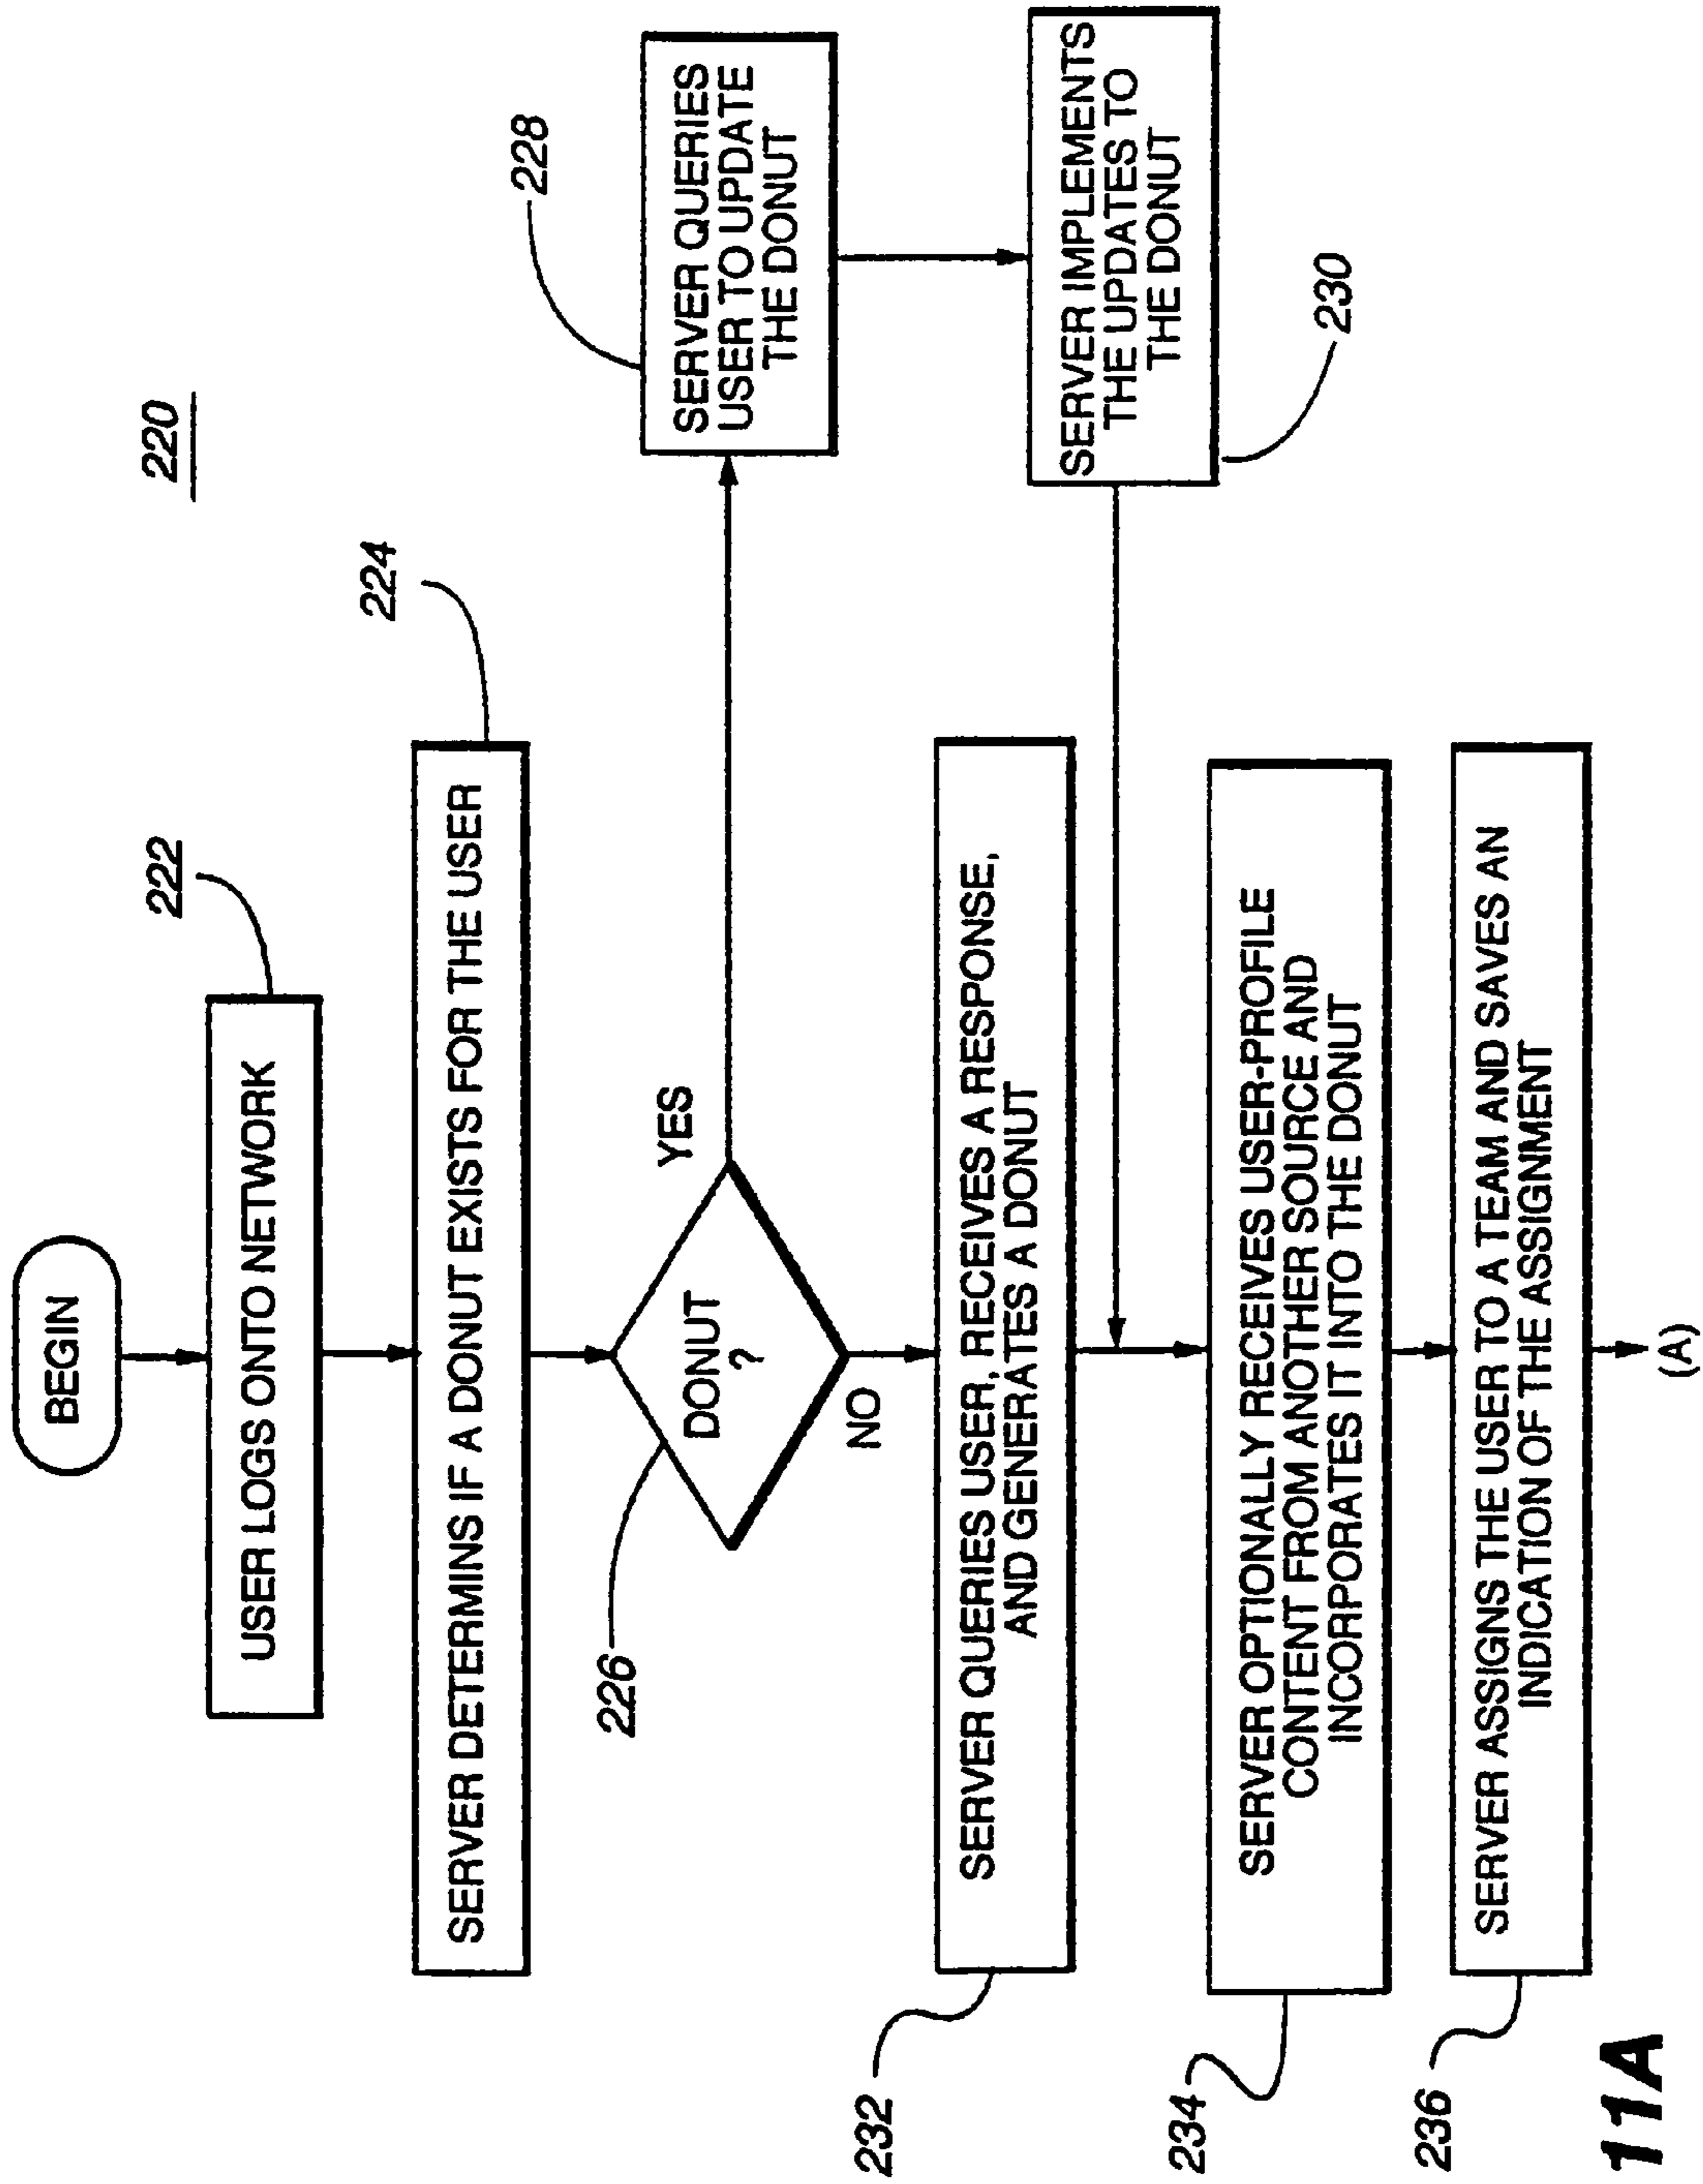 220
BEGIN
222
USER LOGS ONTO NETWORK
224
SERVER DETERMINS IF A DONUT EXISTS FOR THE USER
226
DONUT
?
YES
NO
228
SERVER QUERIES
USER TO UPDATE
THE DONUT
SERVER IMPLEMENTS
THE UPDATES TO
THE DONUT
230
232
SERVER QUERIES USER, RECEIVES A RESPONSE,
AND GENERATES A DONUT
234
SERVER OPTIONALLY RECEIVES USER-PROFILE
CONTENT FROM ANOTHER SOURCE AND
INCORPORATES IT INTO THE DONUT
236
SERVER ASSIGNS THE USER TO A TEAM AND SAVES AN
INDICATION OF THE ASSIGNMENT
(A)
11A